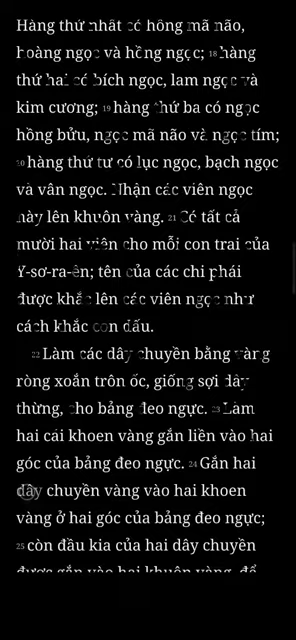 Hàng thứ nhất có hồng mã não,
hoàng ngọc và hồng ngọc; 18 hàng
thứ hai có bích ngọc, lam ngọc và
kim cương; 19 hàng thứ ba có ngọc
hồng bửu, ngọc mã não và ngọc tím;
20 hàng thứ tư có lục ngọc, bạch ngọc
và vân ngọc. Nhận các viên ngọc
này lên khuôn vàng. 21 Có tất cả
mười hai viên cho mỗi con trai của
Y-sơ-ra-ên; tên của các chi phái
được khắc lên các viên ngọc như
cách khắc con dấu.
22 Làm các dây chuyền bằng vàng
ròng xoắn trôn ốc, giống sợi dây
thừng, cho bảng đeo ngực. 23 Làm
hai cái khoen vàng gắn liền vào hai
góc của bảng đeo ngực. 24 Gắn hai
dây chuyền vàng vào hai khoen
vàng ở hai góc của bảng đeo ngực;
25 còn đầu kia của hai dây chuyền
được gắn vào hai khuôn vàng, để